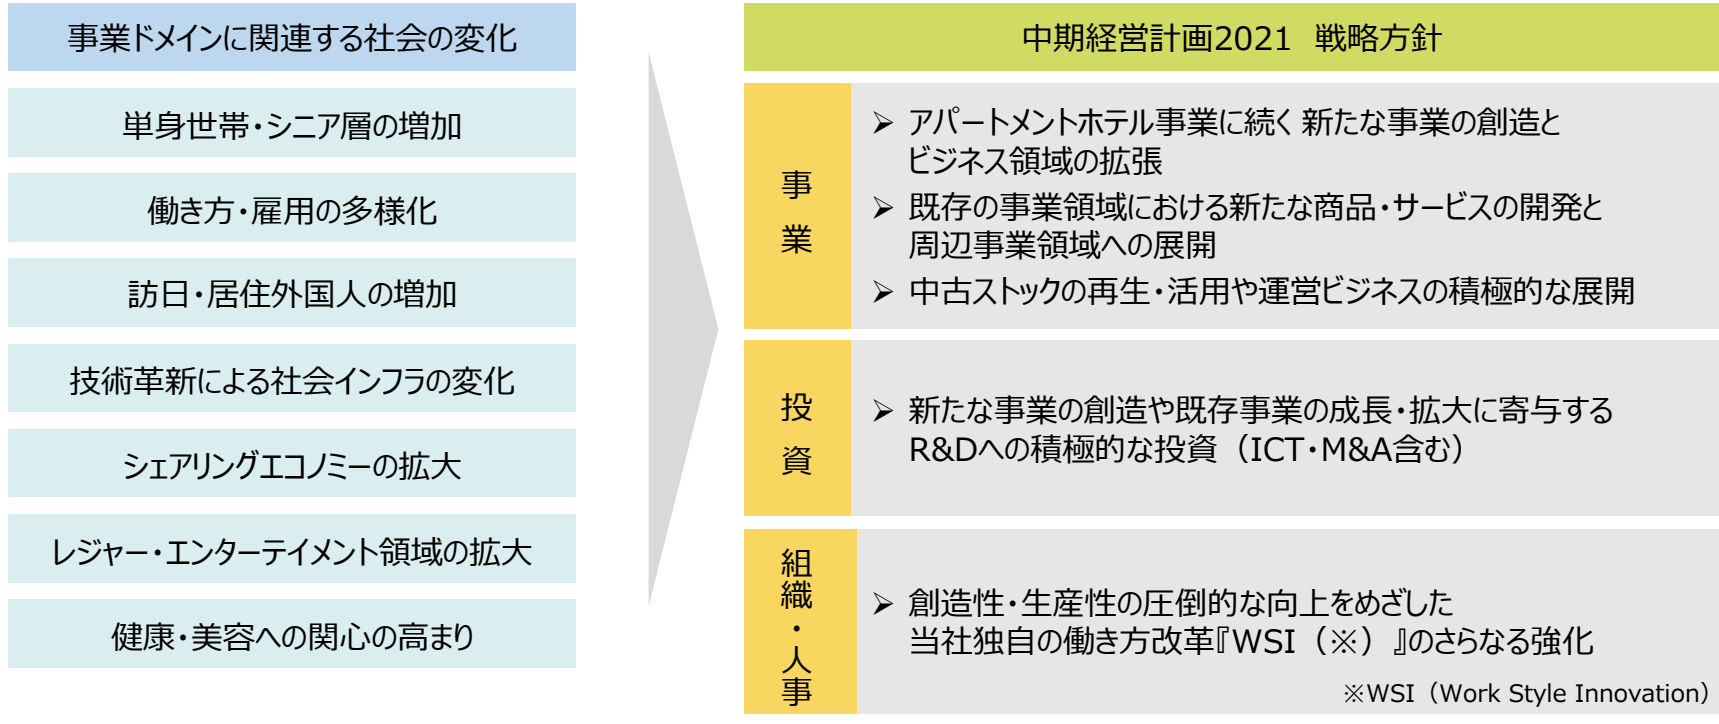 事業ドメインに関連する社会の変化
単身世帯・シニア層の増加
働き方・雇用の多様化
訪日・居住外国人の増加
技術革新による社会インフラの変化
シェアリングエコノミーの拡大
レジャー・エンターテイメント領域の拡大
健康・美容への関心の高まり
中期経営計画2021 戦略方針
事業
➢ アパートメントホテル事業に続く新たな事業の創造と
ビジネス領域の拡張
➢ 既存の事業領域における新たな商品・サービスの開発と
周辺事業領域への展開
➢ 中古ストックの再生・活用や運営ビジネスの積極的な展開
投資
➢ 新たな事業の創造や既存事業の成長・拡大に寄与する
R&Dへの積極的な投資（ICT・M&A含む）
組織・人事
➢ 創造性・生産性の圧倒的な向上をめざした
当社独自の働き方改革『WSI（※）』のさらなる強化
※WSI（Work Style Innovation）